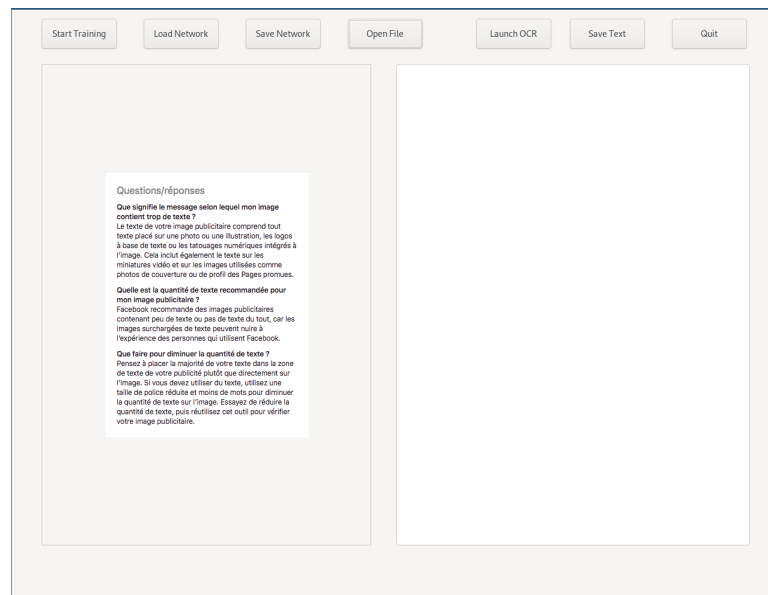 Start Training
Load Network
Save Network
Open File
Launch OCR
Save Text
Quit
Questions/réponses
Que signifie le message selon lequel mon image
contient trop de texte ?
Le texte de votre image publicitaire comprend tout
texte placé sur une photo ou une illustration, les logos
à base de texte ou les tatouages numériques intégrés à
l'image. Cela inclut également le texte sur les
miniatures vidéo et sur les images utilisées comme
photos de couverture ou de profil des Pages promues.
Quelle est la quantité de texte recommandée pour
mon image publicitaire ?
Facebook recommande des images publicitaires
contenant peu de texte ou pas de texte du tout, car les
images surchargées de texte peuvent nuire à
l'expérience des personnes qui utilisent Facebook.
Que faire pour diminuer la quantité de texte ?
Pensez à placer la majorité de votre texte dans la zone
de texte de votre publicité plutôt que directement sur
l'image. Si vous devez utiliser du texte, utilisez une
taille de police réduite et moins de mots pour diminuer
la quantité de texte sur l'image. Essayez de réduire la
quantité de texte, puis réutilisez cet outil pour vérifier
votre image publicitaire.